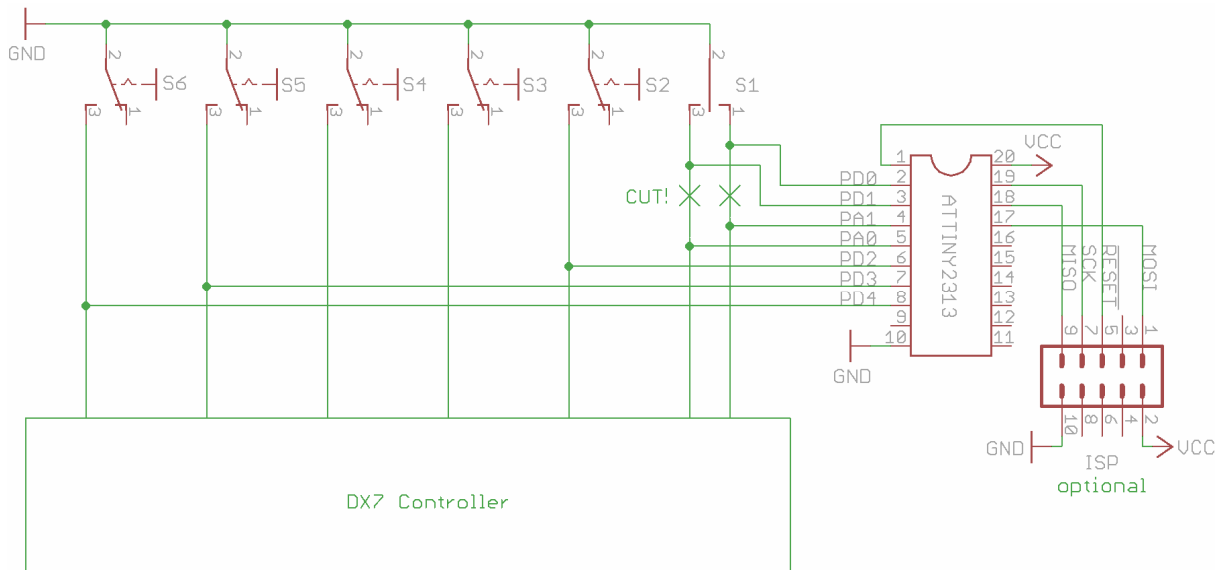 GND
2
2
2
2
2
2
S6
S5
S4
S3
S2
S1
3
1
3
1
3
1
3
1
3
1
3
1
CUT!
PD0
PD1
PA1
PA0
PD2
PD3
PD4
1
2
3
4
5
6
7
8
9
10
ATTINY2313
20
19
18
17
16
15
14
13
12
11
VCC
GND
MISO
SCK
RESET
MOSI
9
7
5
3
1
10
8
6
4
2
GND
VCC
ISP
optional
DX7 Controller